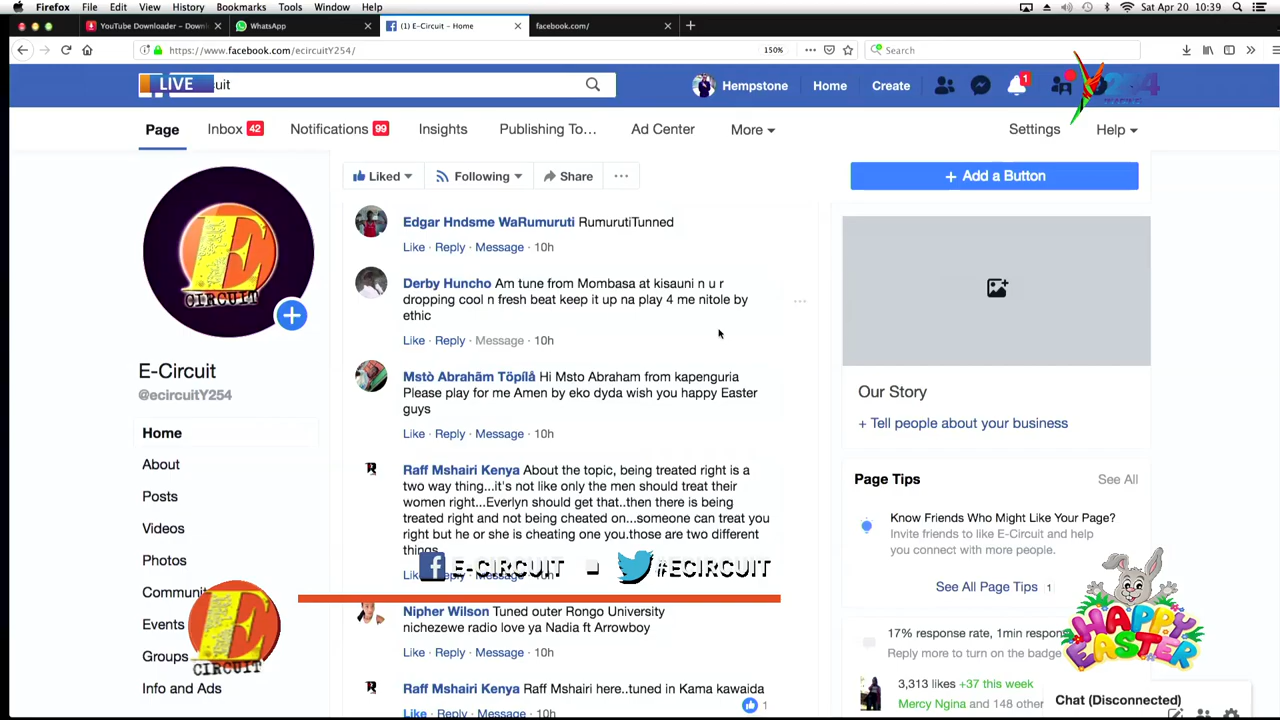 Firefox File Edit View History Bookmarks Tools Window Help
Sat Apr 20 10:39
YouTube Downloader – Downl
WhatsApp
(1) E-Circuit – Home
facebook.com/
https://www.facebook.com/ecircuitY254/
150%
Search
LIVE
uit
Hempstone Home Create
1
254
Page Inbox 42 Notifications 99 Insights Publishing To... Ad Center More Settings Help
Liked Following Share
+ Add a Button
Edgar Hndsme WaRumuruti RumurutiTunned
Like · Reply · Message · 10h
Derby Huncho Am tune from Mombasa at kisauni n u r
dropping cool n fresh beat keep it up na play 4 me nitole by
ethic
Like · Reply · Message · 10h
Mstò Abrahãm Töpílå Hi Msto Abraham from kapenguria
Please play for me Amen by eko dyda wish you happy Easter
guys
Like · Reply · Message · 10h
Raff Mshairi Kenya About the topic, being treated right is a
two way thing...it's not like only the men should treat their
women right...Everlyn should get that..then there is being
treated right and not being cheated on...someone can treat you
right but he or she is cheating one you.those are two different
things.
E-CIRCUIT #ECIRCUIT
Nipher Wilson Tuned outer Rongo University
nichezewe radio love ya Nadia ft Arrowboy
Like · Reply · Message · 10h
Raff Mshairi Kenya Raff Mshairi here..tuned in Kama kawaida
Like · Reply · Message · 10h
1
E
CIRCUIT
E-Circuit
@ecircuitY254
Home
About
Posts
Videos
Photos
Communit
Events
Groups
Info and Ads
E
CIRCUIT
Our Story
+ Tell people about your business
Page Tips See All
Know Friends Who Might Like Your Page?
Invite friends to like E-Circuit and help
you connect with more people.
See All Page Tips 1
17% response rate, 1min respon
Reply more to turn on the badge
3,313 likes +37 this week
Mercy Ngina and 148 other
HAPPY
EASTER
Chat (Disconnected)